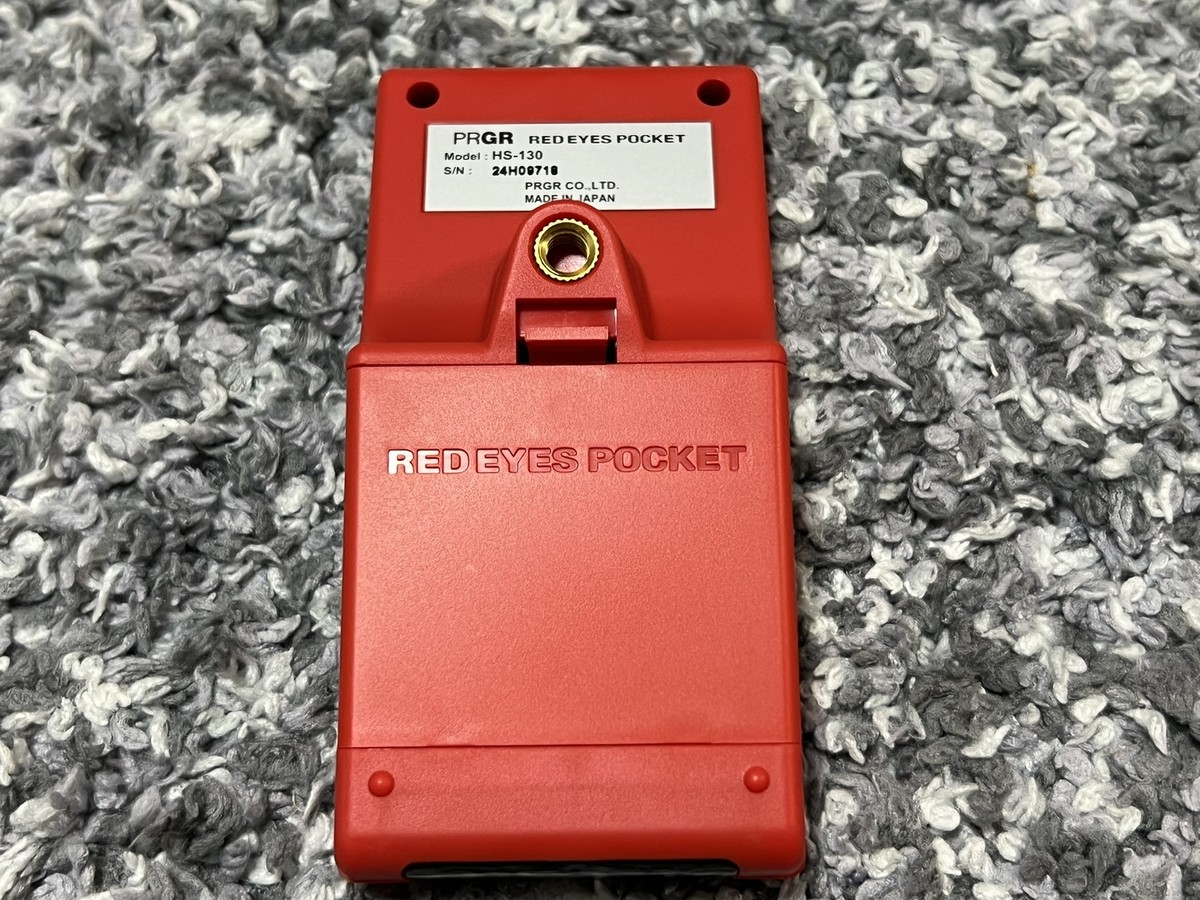 PRGR RED EYES POCKET
Model : HS-130
S/N : 24H09718
PRGR CO.,LTD.
MADE IN JAPAN
RED EYES POCKET